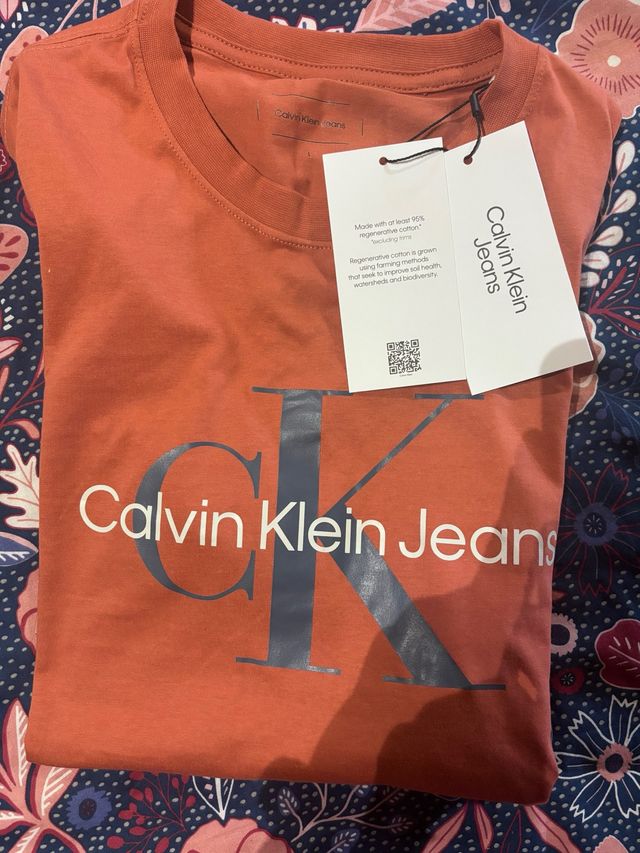 Calvin Klein Jeans
L
Made with at least 95%
regenerative cotton.*
*excluding trims
Regenerative cotton is grown
using farming methods
that seek to improve soil health,
watersheds and biodiversity.
Calvin Klein
Jeans
CK
Calvin Klein Jeans